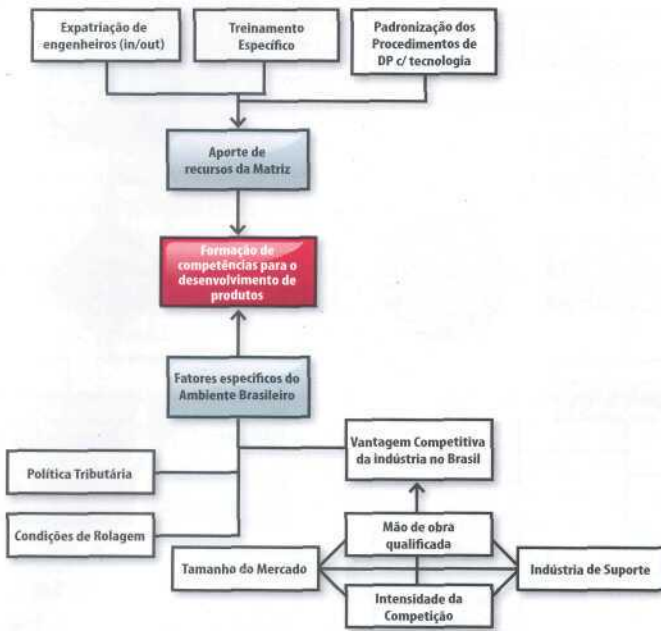 Expatriação de
engenheiros (in/out)
Treinamento
Específico
Padronização dos
Procedimentos de
DP c/ tecnologia
Aporte de
recursos da Matriz
Formação de
competências para o
desenvolvimento de
produtos
Fatores específicos do
Ambiente Brasileiro
Vantagem Competitiva
da indústria no Brasil
Política Tributária
Condições de Rolagem
Mão de obra
qualificada
Tamanho do Mercado
Indústria de Suporte
Intensidade da
Competição